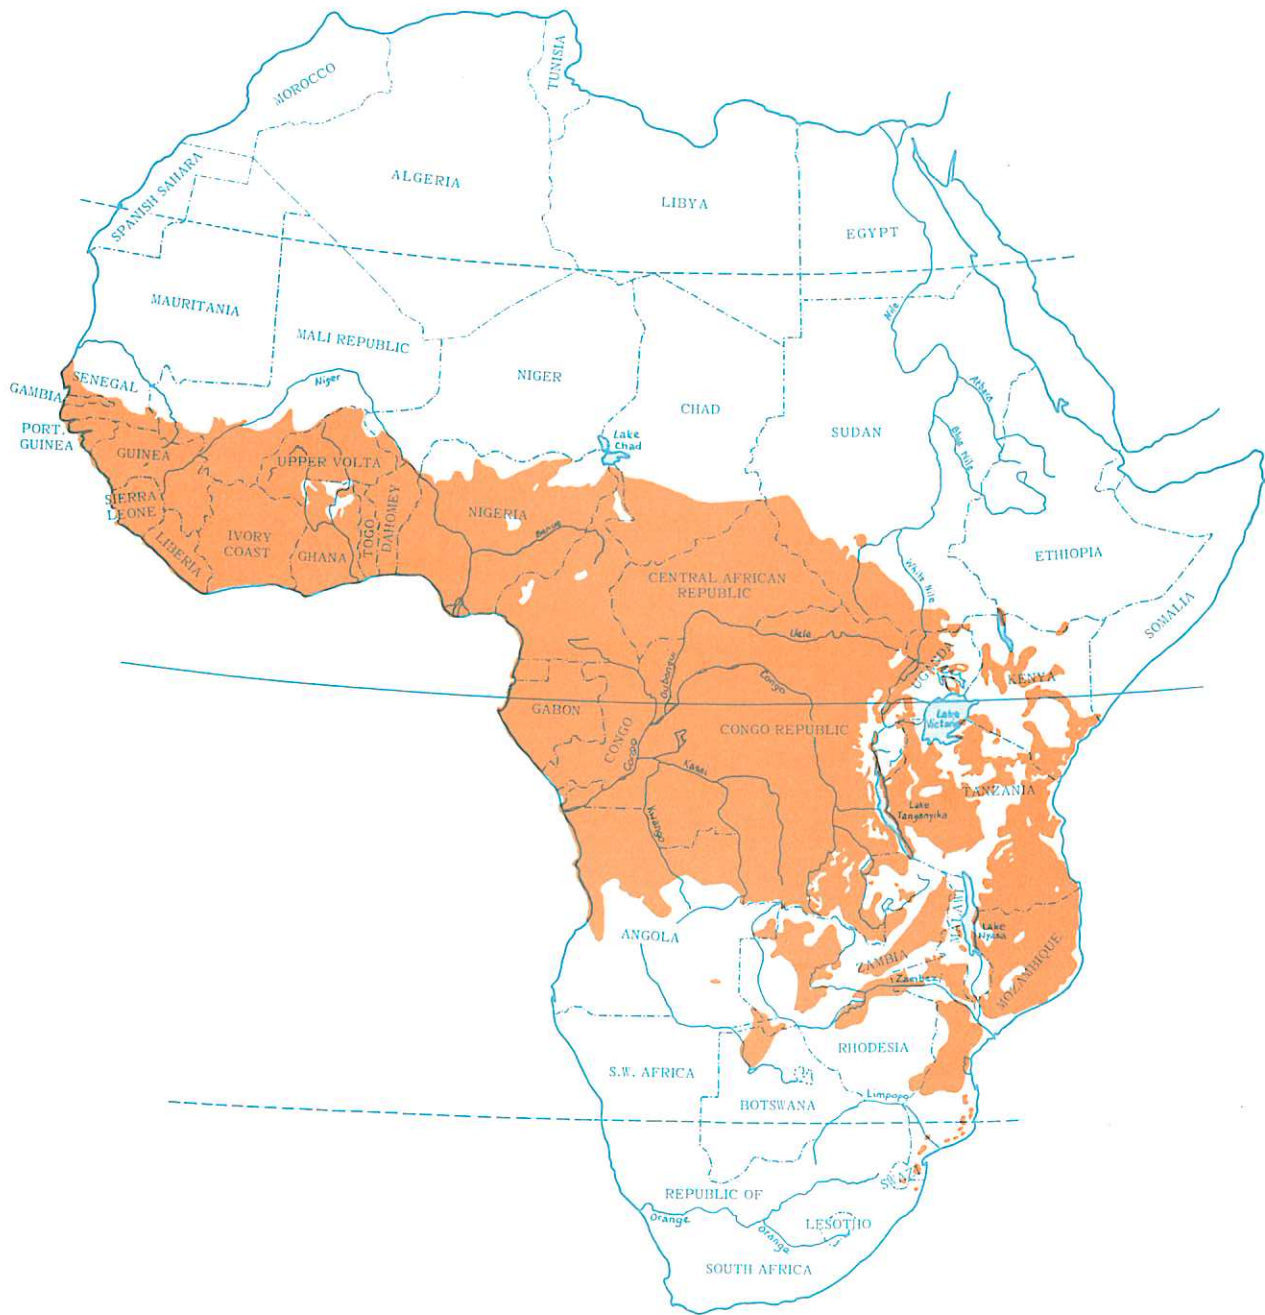 TUNISIA
MOROCCO
ALGERIA
LIBYA
EGYPT
SPANISH SAHARA
MAURITANIA
MALI REPUBLIC
NIGER
CHAD
SUDAN
Nile
Atbara
Blue Nile
SENEGAL
Niger
GAMBIA
PORT.
GUINEA
Lake
Chad
GUINEA
UPPER VOLTA
SIERRA
LEONE
LIBERIA
IVORY
COAST
GHANA
TOGO
DAHOMEY
NIGERIA
Benue
CENTRAL AFRICAN
REPUBLIC
White Nile
ETHIOPIA
SOMALIA
Uele
Oubangui
Congo
UGANDA
KENYA
GABON
CONGO
Congo
CONGO REPUBLIC
Lake
Victoria
Kasai
Kwango
TANZANIA
Lake
Tanganyika
ANGOLA
ZAMBIA
MALAWI
Lake
Nyasa
MOZAMBIQUE
Zambezi
RHODESIA
S.W. AFRICA
BOTSWANA
Limpopo
SWAZI
REPUBLIC OF
Orange
Orange
LESOTHO
SOUTH AFRICA